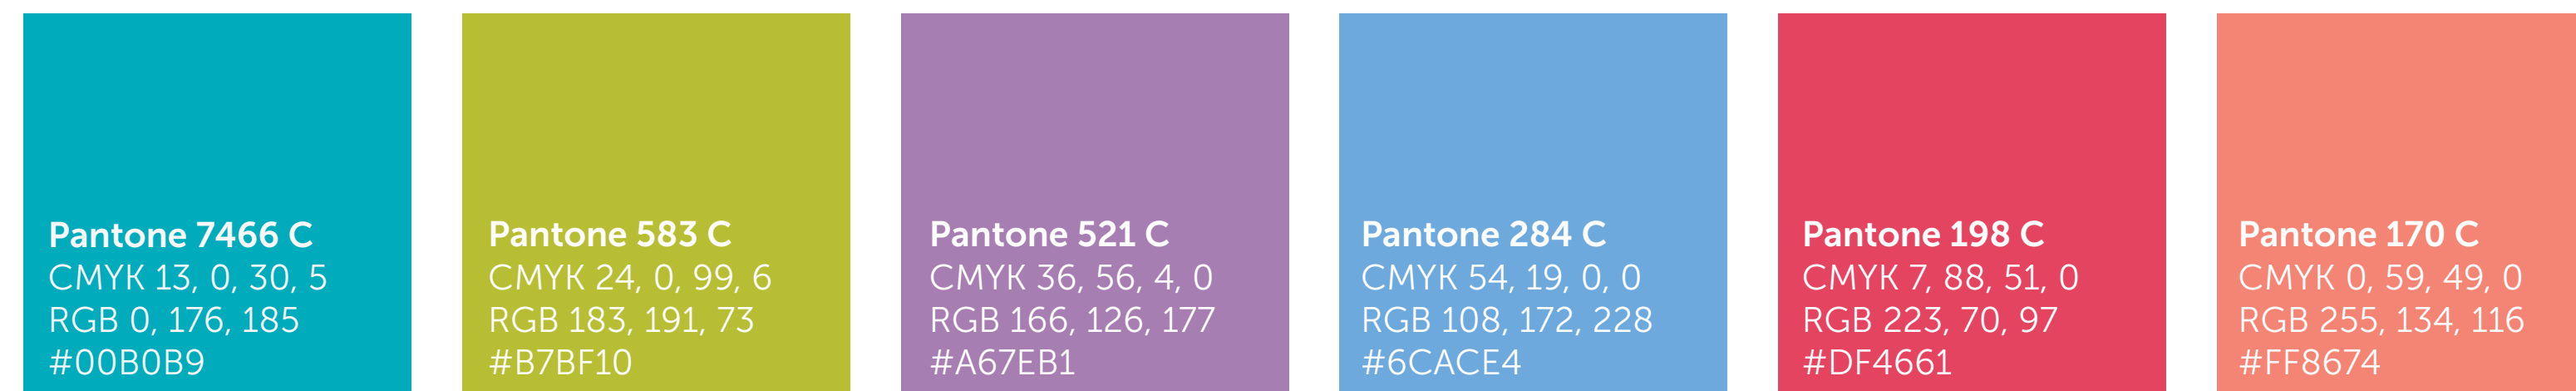 Pantone 7466 C
CMYK 13, 0, 30, 5
RGB 0, 176, 185
#00B0B9
Pantone 583 C
CMYK 24, 0, 99, 6
RGB 183, 191, 73
#B7BF10
Pantone 521 C
CMYK 36, 56, 4, 0
RGB 166, 126, 177
#A67EB1
Pantone 284 C
CMYK 54, 19, 0, 0
RGB 108, 172, 228
#6CACE4
Pantone 198 C
CMYK 7, 88, 51, 0
RGB 223, 70, 97
#DF4661
Pantone 170 C
CMYK 0, 59, 49, 0
RGB 255, 134, 116
#FF8674